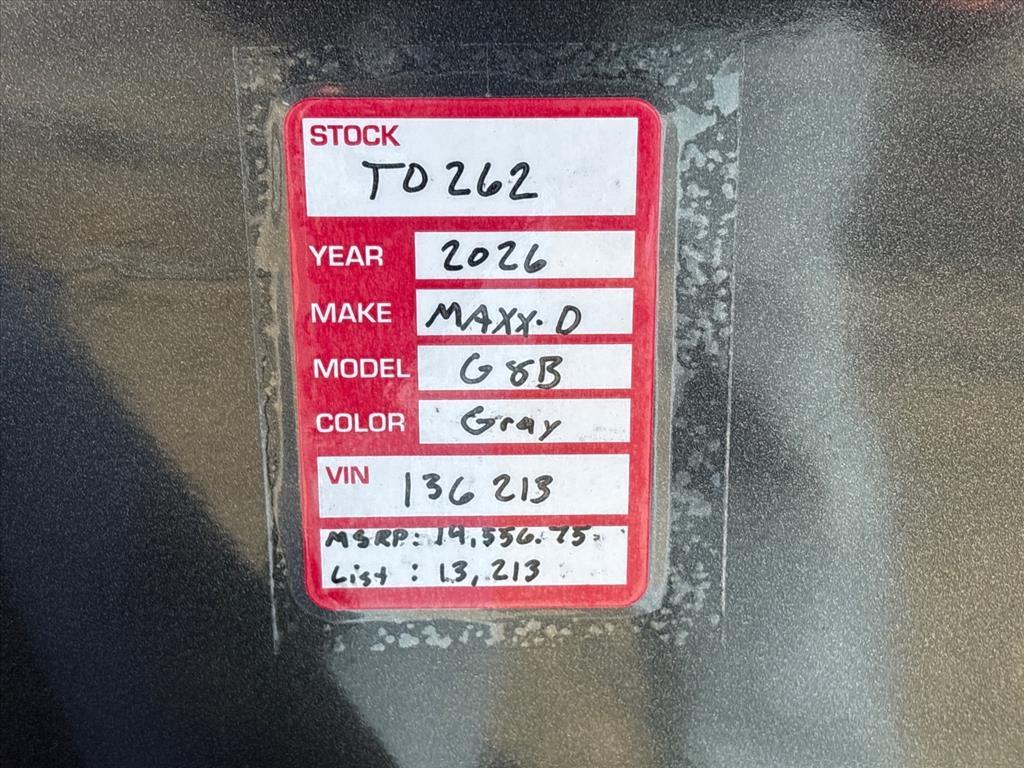 STOCK
TO262
YEAR 2026
MAKE MAXX-D
MODEL G8B
COLOR Gray
VIN 136213
MSRP: 14,556.75
List : 13,213